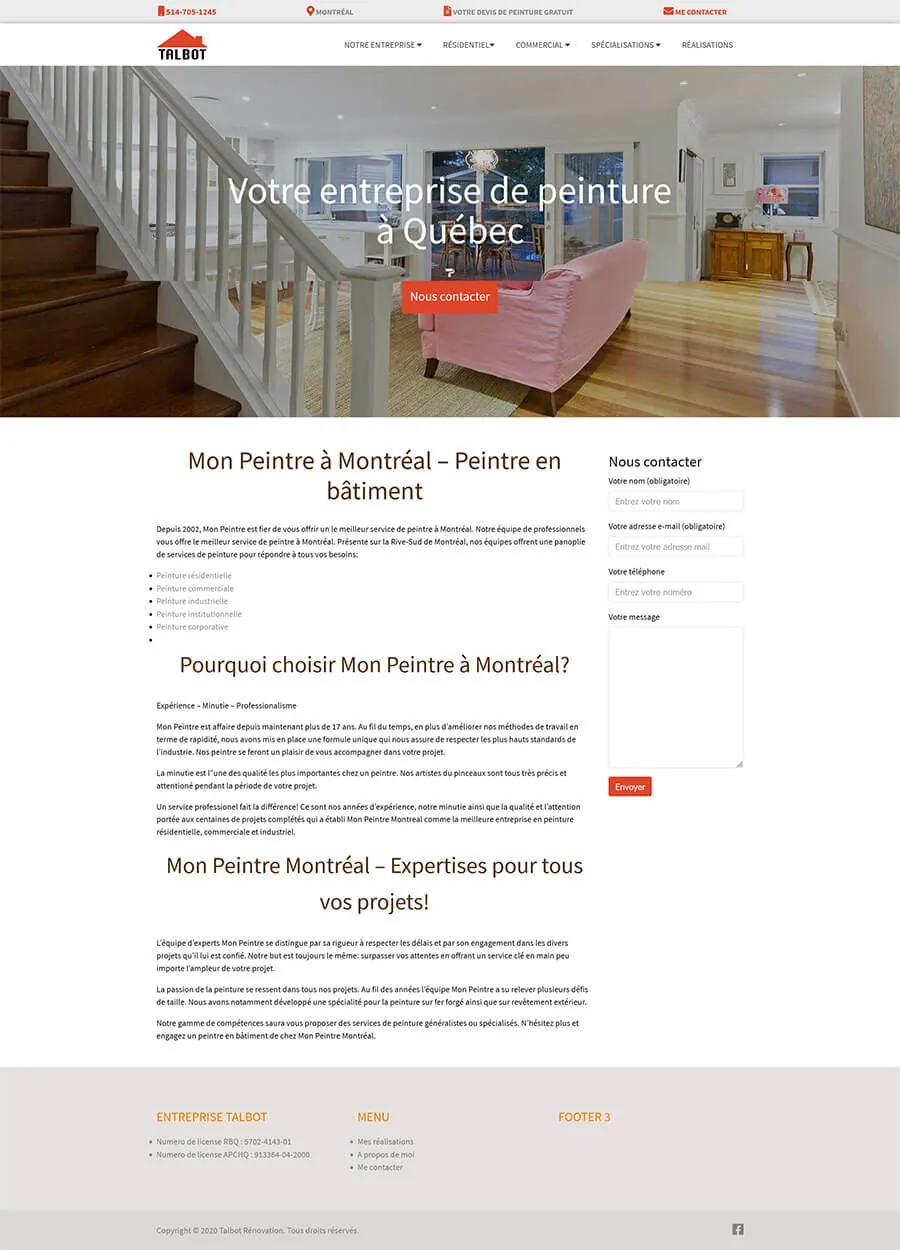 514-705-1245
MONTRÉAL
VOTRE DEVIS DE PEINTURE GRATUIT
ME CONTACTER
TALBOT
NOTRE ENTREPRISE
RÉSIDENTIEL
COMMERCIAL
SPÉCIALISATIONS
RÉALISATIONS
Votre entreprise de peinture
à Québec
Nous contacter
Mon Peintre à Montréal – Peintre en
bâtiment
Depuis 2002, Mon Peintre est fier de vous offrir un le meilleur service de peintre à Montréal. Notre équipe de professionnels
vous offre le meilleur service de peintre à Montréal. Présente sur la Rive-Sud de Montréal, nos équipes offrent une panoplie
de services de peinture pour répondre à tous vos besoins:
Peinture résidentielle
Peinture commerciale
Peinture industrielle
Peinture institutionnelle
Peinture corporative
Pourquoi choisir Mon Peintre à Montréal?
Expérience – Minutie – Professionalisme
Mon Peintre est affaire depuis maintenant plus de 17 ans. Au fil du temps, en plus d'améliorer nos méthodes de travail en
terme de rapidité, nous avons mis en place une formule unique qui nous assure de respecter les plus hauts standards de
l'industrie. Nos peintre se feront un plaisir de vous accompagner dans votre projet.
La minutie est l''une des qualité les plus importantes chez un peintre. Nos artistes du pinceaux sont tous très précis et
attentioné pendant la période de votre projet.
Un service professionel fait la différence! Ce sont nos années d'expérience, notre minutie ainsi que la qualité et l'attention
portée aux centaines de projets complétés qui a établi Mon Peintre Montreal comme la meilleure entreprise en peinture
résidentielle, commerciale et industriel.
Mon Peintre Montréal – Expertises pour tous
vos projets!
L'équipe d'experts Mon Peintre se distingue par sa rigueur à respecter les délais et par son engagement dans les divers
projets qu'il lui est confié. Notre but est toujours le même: surpasser vos attentes en offrant un service clé en main peu
importe l'ampleur de votre projet.
La passion de la peinture se ressent dans tous nos projets. Au fil des années l'équipe Mon Peintre a su relever plusieurs défis
de taille. Nous avons notamment développé une spécialité pour la peinture sur fer forgé ainsi que sur revêtement extérieur.
Notre gamme de compétences saura vous proposer des services de peinture généralistes ou spécialisés. N'hésitez plus et
engagez un peintre en bâtiment de chez Mon Peintre Montréal.
Nous contacter
Votre nom (obligatoire)
Entrez votre nom
Votre adresse e-mail (obligatoire)
Entrez votre adresse mail
Votre téléphone
Entrez votre numéro
Votre message
Envoyer
ENTREPRISE TALBOT
Numero de license RBQ : 5702-4143-01
Numero de license APCHQ : 913364-04-2000
MENU
Mes réalisations
A propos de moi
Me contacter
FOOTER 3
Copyright © 2020 Talbot Rénovation. Tous droits réservés.